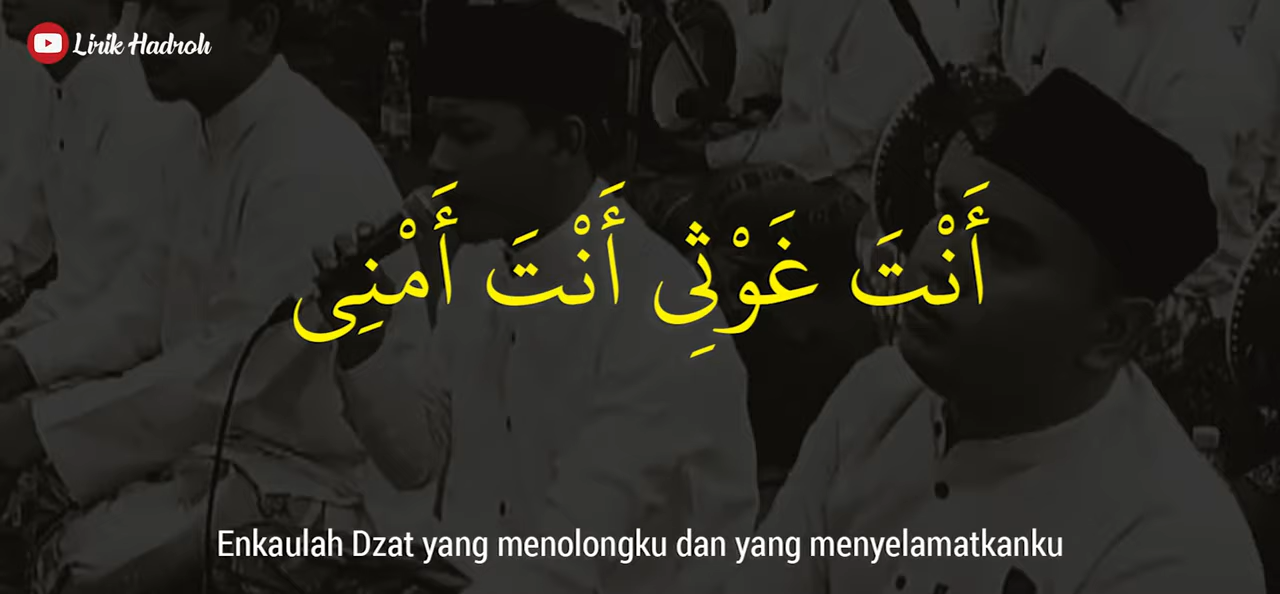 Lirik Hadroh
أَنْتَ غَوْثِي أَنْتَ أَمْنِى
Enkaulah Dzat yang menolongku dan yang menyelamatkanku